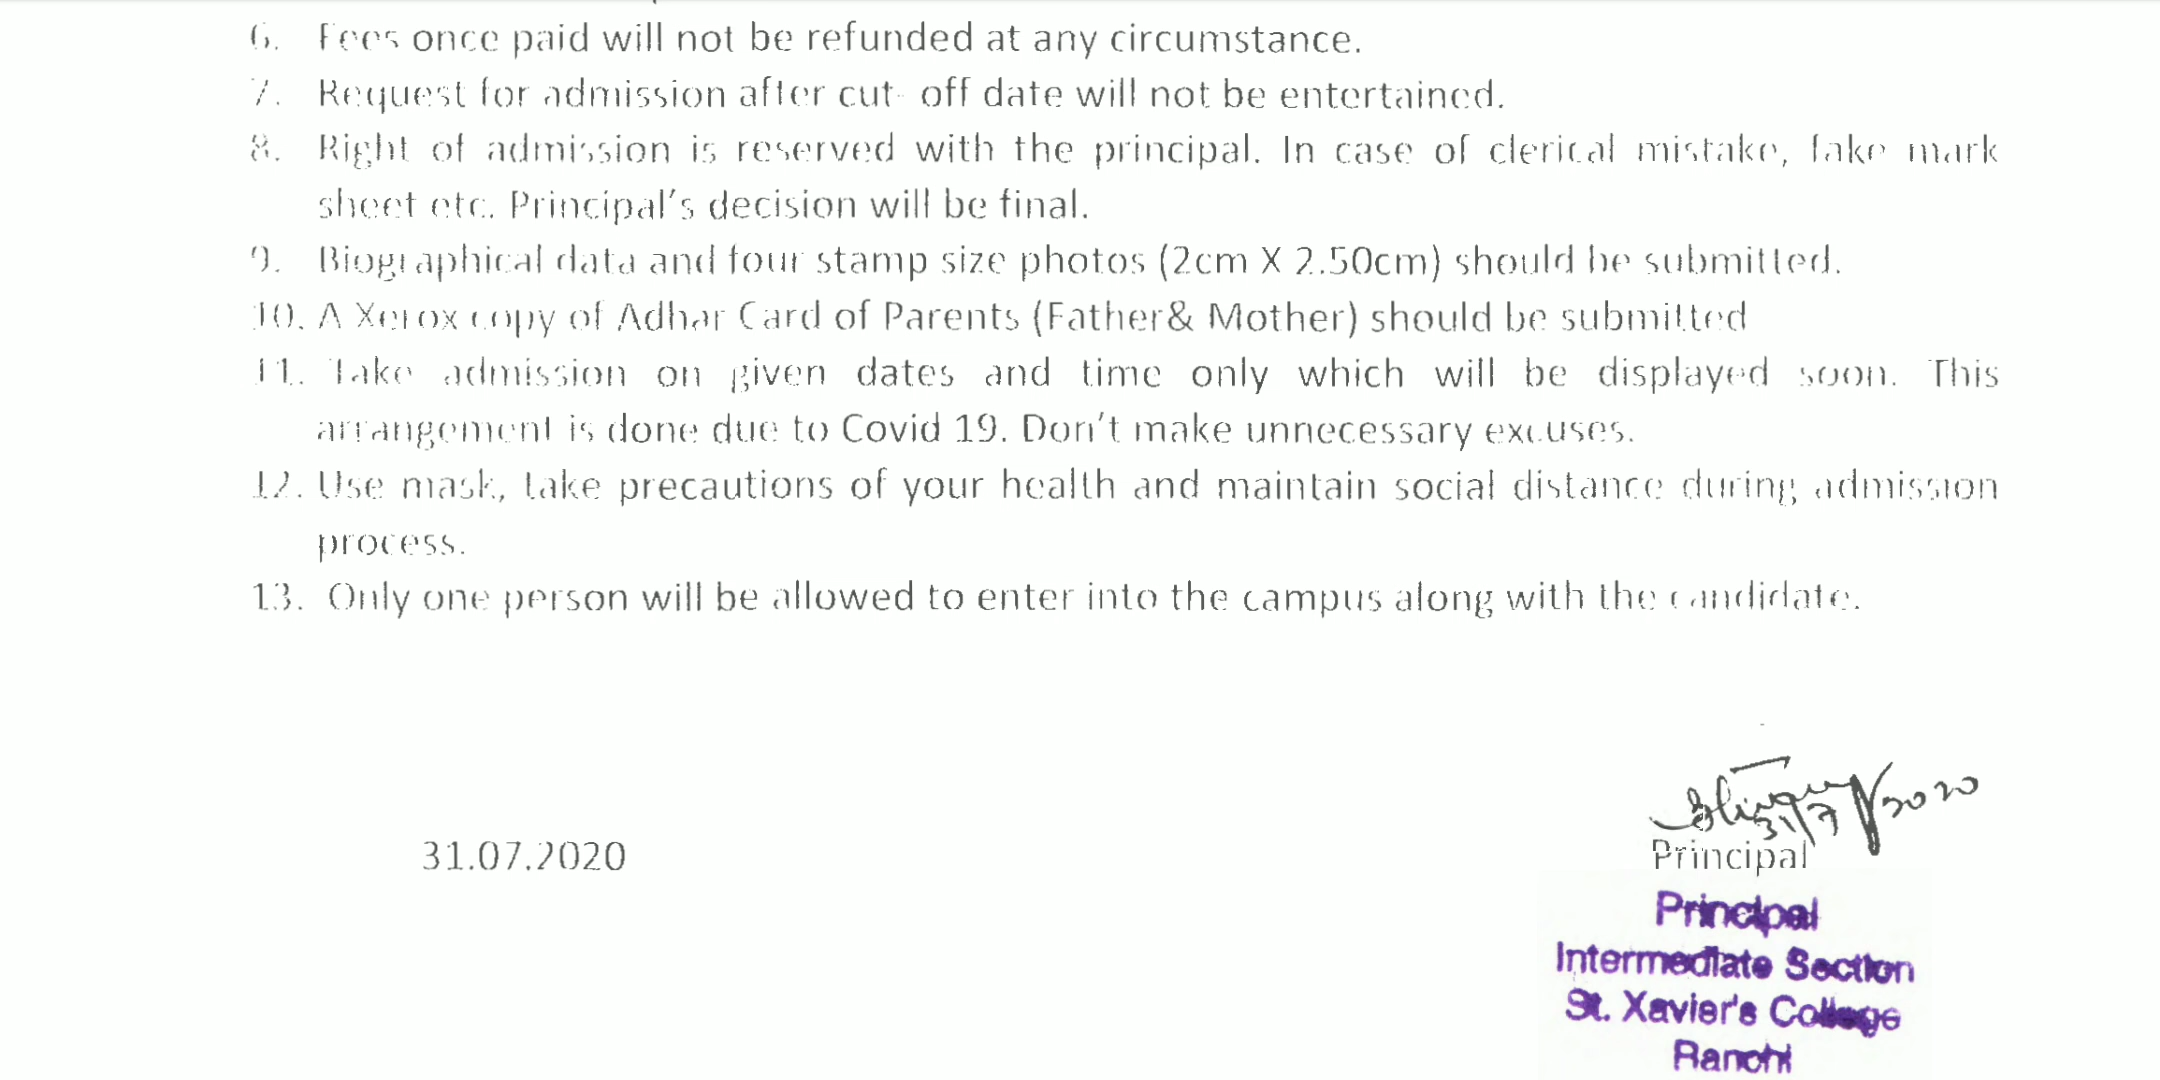 6. Fees once paid will not be refunded at any circumstance.
7. Request for admission after cut- off date will not be entertained.
8. Right of admission is reserved with the principal. In case of clerical mistake, fake mark
sheet etc. Principal's decision will be final.
9. Biographical data and four stamp size photos (2cm X 2.50cm) should be submitted.
10. A Xerox copy of Adhar Card of Parents (Father& Mother) should be submitted
11. Take admission on given dates and time only which will be displayed soon. This
arrangement is done due to Covid 19. Don't make unnecessary excuses.
12. Use mask, take precautions of your health and maintain social distance during admission
process.
13. Only one person will be allowed to enter into the campus along with the candidate.
31/7/2020
31.07.2020 Principal
Principal
Intermediate Section
St. Xavier's College
Ranchi